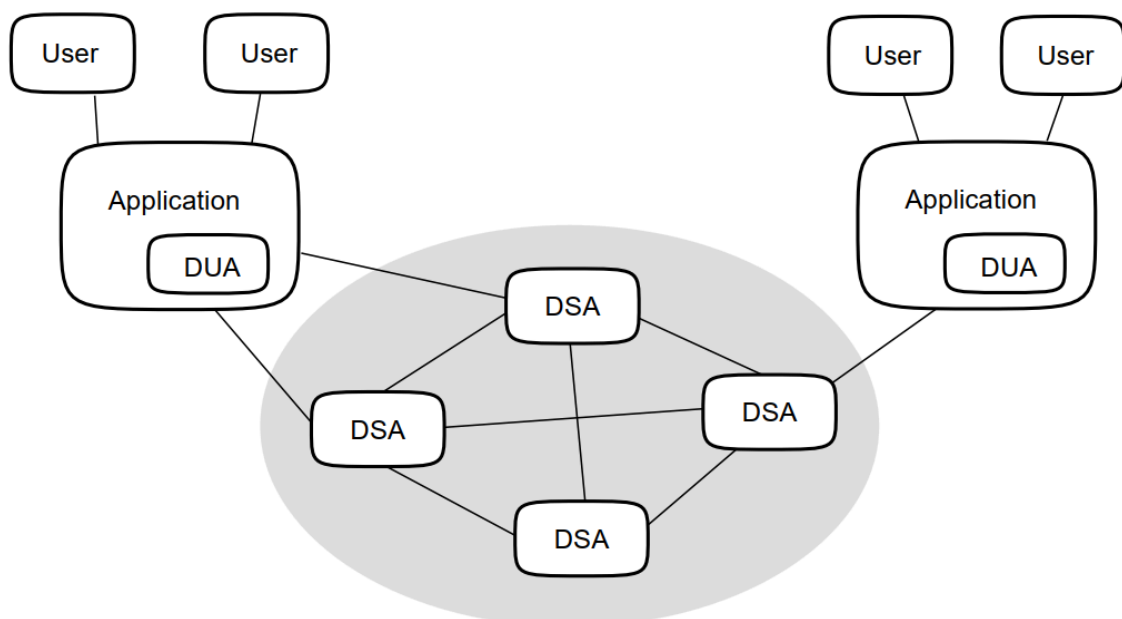 User
User
User
User
Application
Application
DUA
DUA
DSA
DSA
DSA
DSA